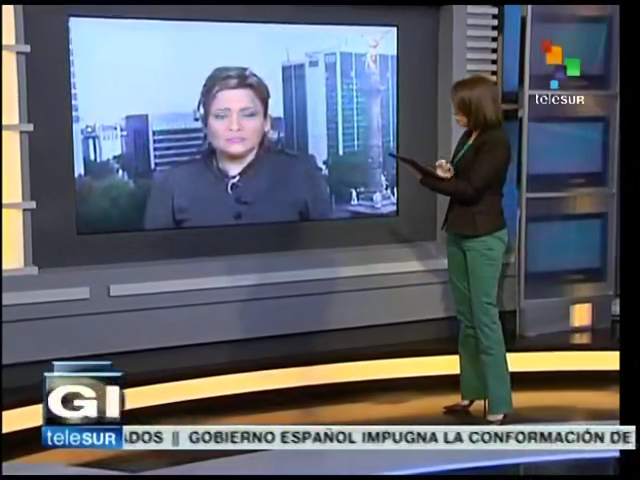 teleSUR
GI
teleSUR
ADOS || GOBIERNO ESPAÑOL IMPUGNA LA CONFORMACIÓN DE